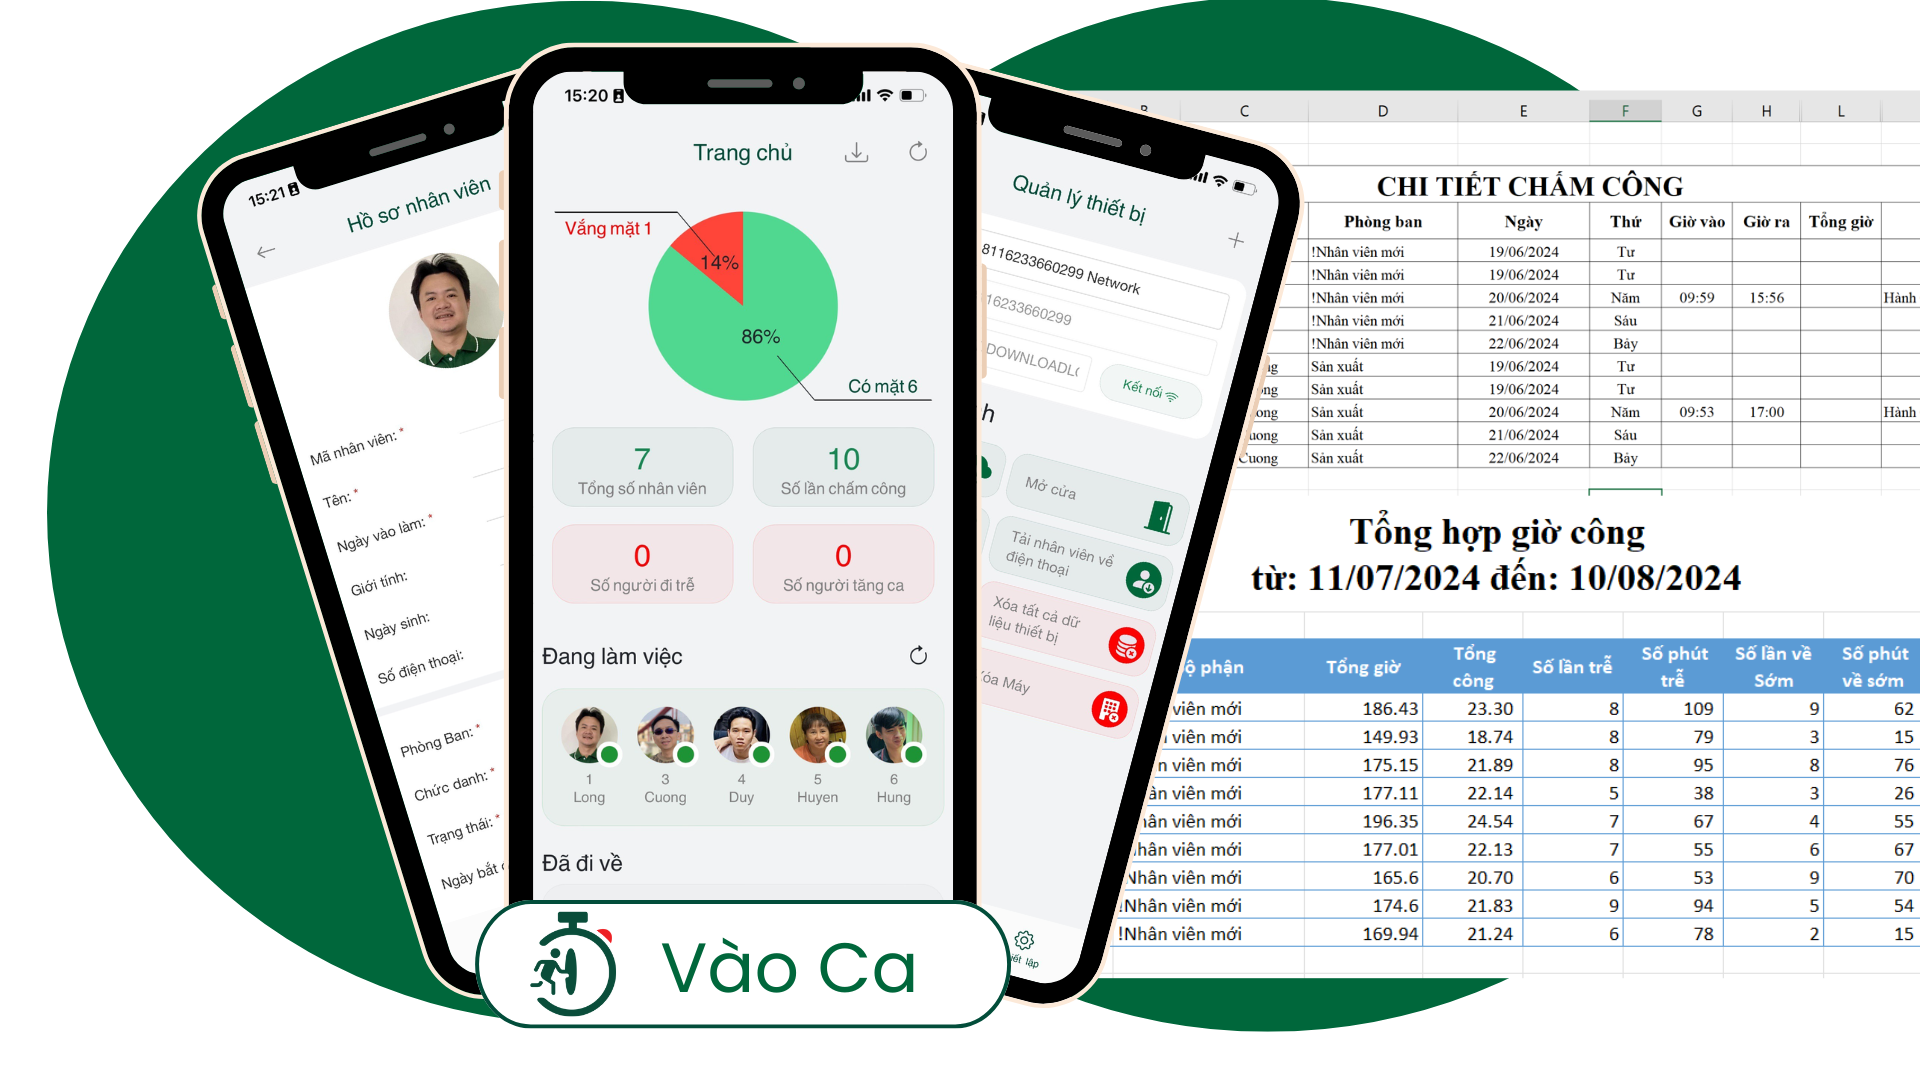 15:21
Hồ sơ nhân viên
Mã nhân viên: *
Tên: *
Ngày vào làm: *
Giới tính:
Ngày sinh:
Số điện thoại:
Phòng Ban: *
Chức danh: *
Trạng thái: *
Ngày bắt
15:20
Trang chủ
Vắng mặt 1
14%
86%
Có mặt 6
7
Tổng số nhân viên
10
Số lần chấm công
0
Số người đi trễ
0
Số người tăng ca
Đang làm việc
1 3 4 5 6
Long Cuong Duy Huyen Hung
Đã đi về
Vào Ca
Quản lý thiết bị
8116233660299 Network
16233660299
DOWNLOADL
Kết nối
h
Mở cửa
Tải nhân viên về
điện thoại
Xóa tất cả dữ
liệu thiết bị
Xóa Máy
lập
C D E F G H L
CHI TIẾT CHẤM CÔNG
Phòng ban Ngày Thứ Giờ vào Giờ ra Tổng giờ
!Nhân viên mới 19/06/2024 Tư
!Nhân viên mới 19/06/2024 Tư
!Nhân viên mới 20/06/2024 Năm 09:59 15:56 Hành
!Nhân viên mới 21/06/2024 Sáu
!Nhân viên mới 22/06/2024 Bảy
ng Sản xuất 19/06/2024 Tư
ong Sản xuất 19/06/2024 Tư
ong Sản xuất 20/06/2024 Năm 09:53 17:00 Hành
uong Sản xuất 21/06/2024 Sáu
Cuong Sản xuất 22/06/2024 Bảy
Tổng hợp giờ công
từ: 11/07/2024 đến: 10/08/2024
ộ phận Tổng giờ Tổng công Số lần trễ Số phút trễ Số lần về Sớm Số phút về sớm
viên mới 186.43 23.30 8 109 9 62
viên mới 149.93 18.74 8 79 3 15
n viên mới 175.15 21.89 8 95 8 76
ân viên mới 177.11 22.14 5 38 3 26
hân viên mới 196.35 24.54 7 67 4 55
hân viên mới 177.01 22.13 7 55 6 67
Nhân viên mới 165.6 20.70 6 53 9 70
!Nhân viên mới 174.6 21.83 9 94 5 54
!Nhân viên mới 169.94 21.24 6 78 2 15